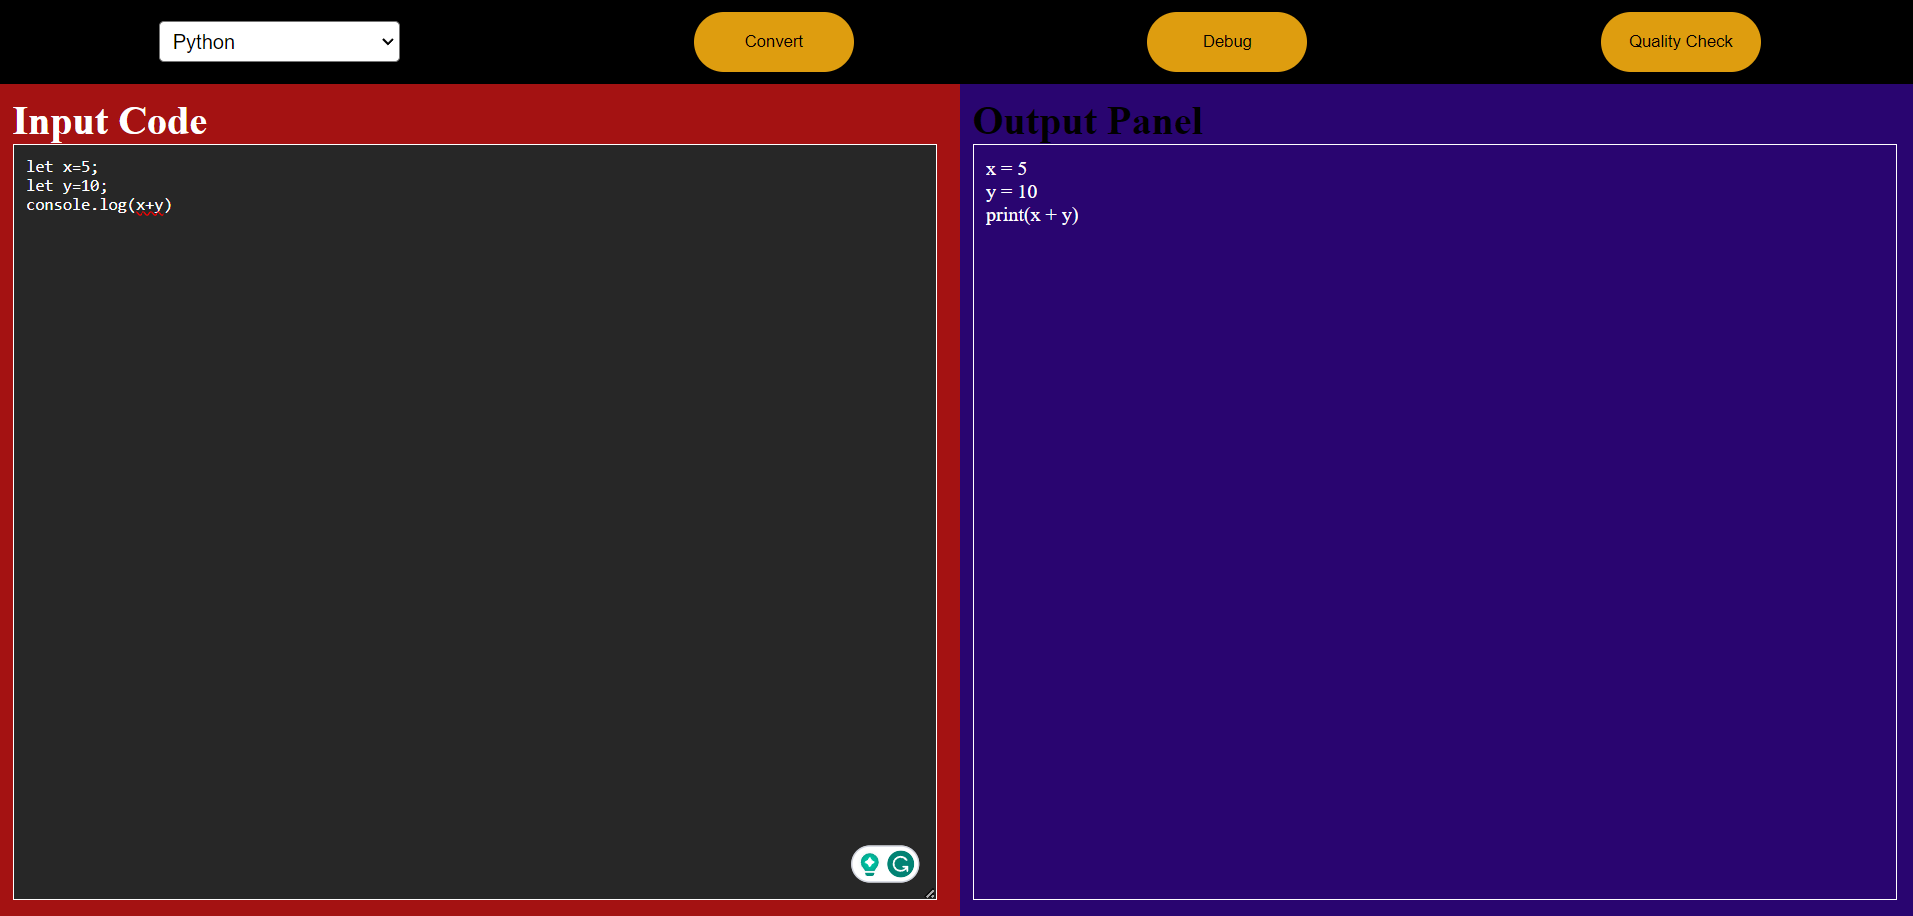 Python
Convert
Debug
Quality Check
Input Code
let x=5;
let y=10;
console.log(x+y)
Output Panel
x = 5
y = 10
print(x + y)